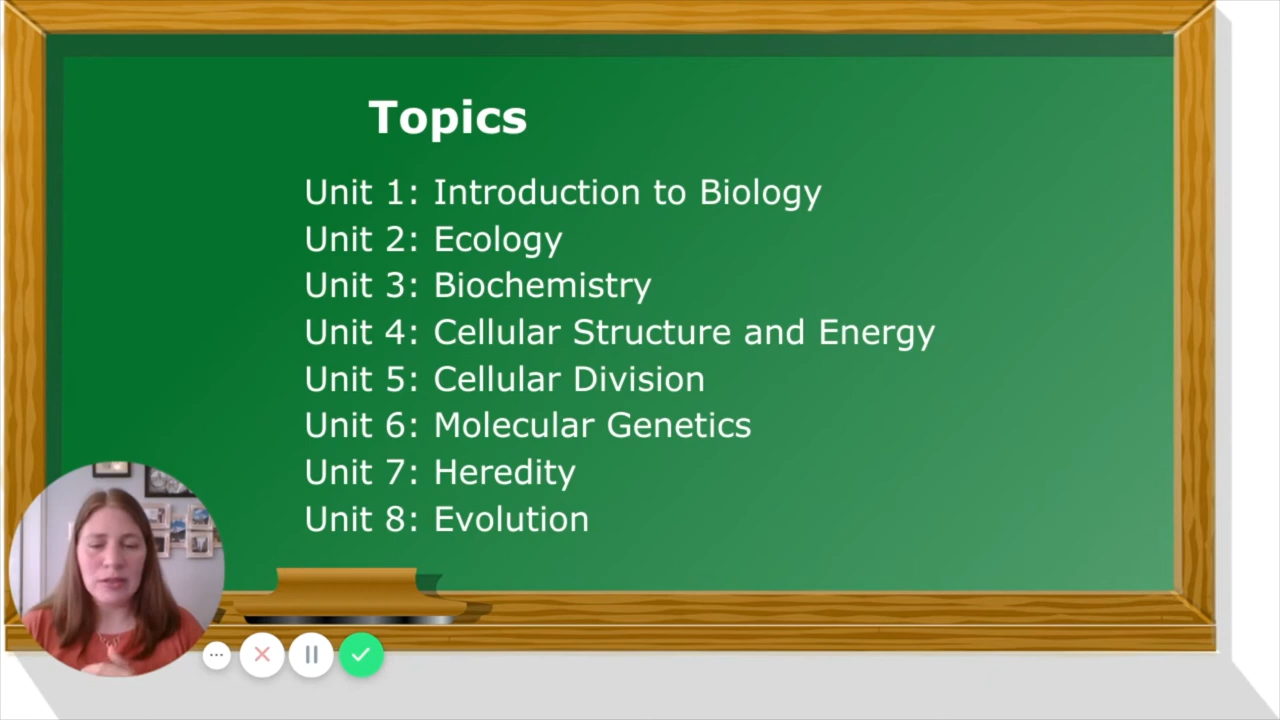 Topics
Unit 1: Introduction to Biology
Unit 2: Ecology
Unit 3: Biochemistry
Unit 4: Cellular Structure and Energy
Unit 5: Cellular Division
Unit 6: Molecular Genetics
Unit 7: Heredity
Unit 8: Evolution